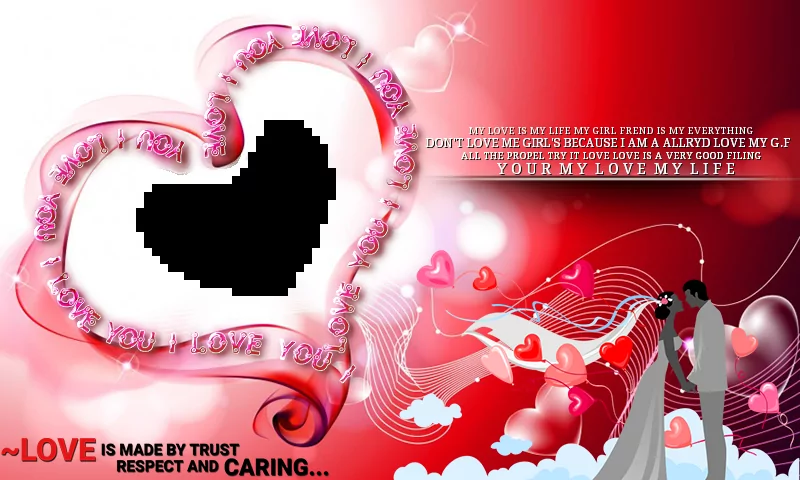 MY LOVE IS MY LIFE MY GIRL FREND IS MY EVERYTHING
DON'T LOVE ME GIRL'S BECAUSE I AM A ALLRYD LOVE MY G.F
ALL THE PROPEL TRY IT LOVE LOVE IS A VERY GOOD FILING
YOUR MY LOVE MY LIFE
I LOVE YOU I LOVE YOU I LOVE YOU I LOVE YOU I LOVE YOU I LOVE YOU I LOVE YOU I
~LOVE IS MADE BY TRUST
RESPECT AND CARING...